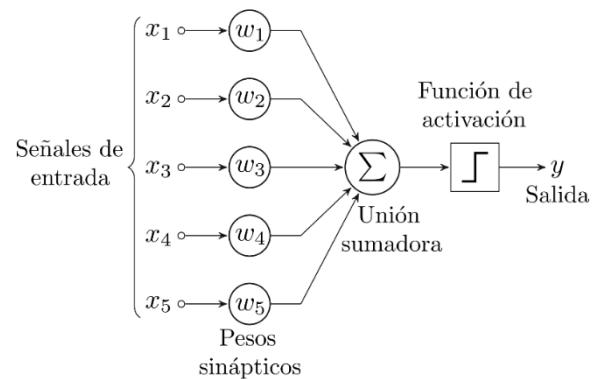 x₁ w₁
x₂ w₂
Función de
activación
Señales de
entrada
x₃ w₃ ∑ y
Salida
Unión
sumadora
x₄ w₄
x₅ w₅
Pesos
sinápticos